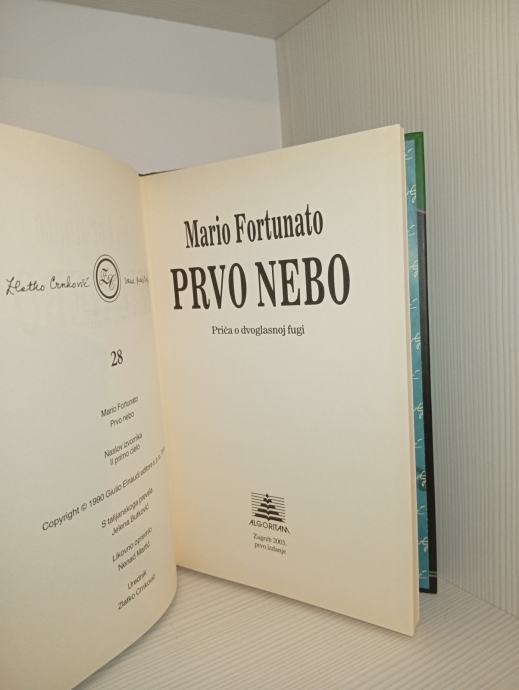 Zlatko Crnković
28
Mario Fortunato
Prvo nebo
Naslov izvornika
Il primo cielo
Copyright © 1990 Giulio Einaudi editore s. p. a.
S talijanskoga prevela
Jelena Butković
Likovno opremio
Nenad Martić
Urednik
Zlatko Crnković
Mario Fortunato
PRVO NEBO
Priča o dvoglasnoj fugi
ALGORITAM
Zagreb 2003.
prvo izdanje